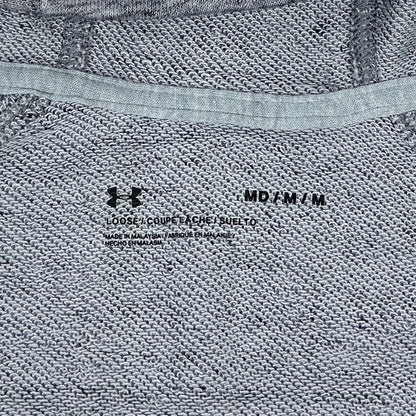 MD / M / M
LOOSE / COUPE LÂCHE / SUELTO
MADE IN MALAYSIA / FABRIQUÉ EN MALAISIE /
HECHO EN MALASIA